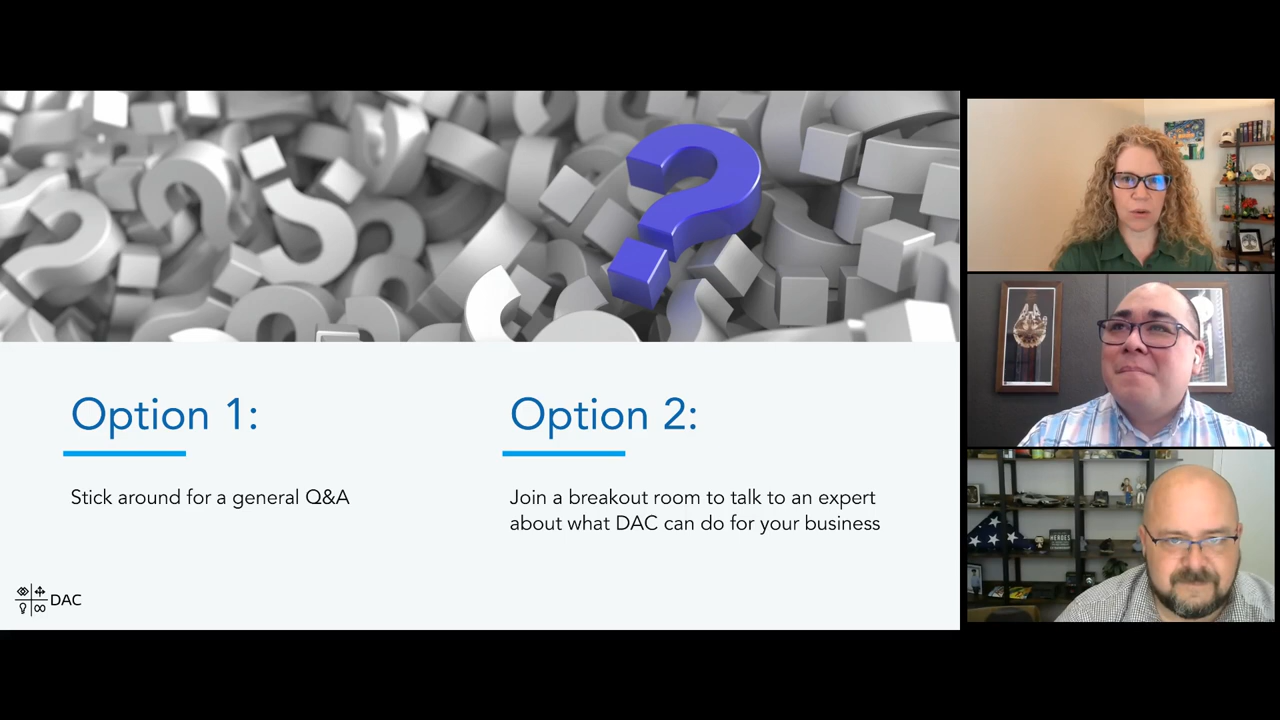 Option 1:
Stick around for a general Q&A
Option 2:
Join a breakout room to talk to an expert
about what DAC can do for your business
DAC